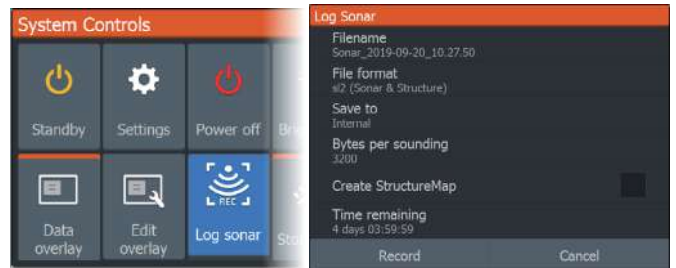 System Controls
Standby
Settings
Power off
Data
overlay
Edit
overlay
REC
Log sonar
Log Sonar
Filename
Sonar_2019-09-20_10.27.50
File format
sl2 (Sonar & Structure)
Save to
Internal
Bytes per sounding
3200
Create StructureMap
Time remaining
4 days 03:59:59
Record
Cancel